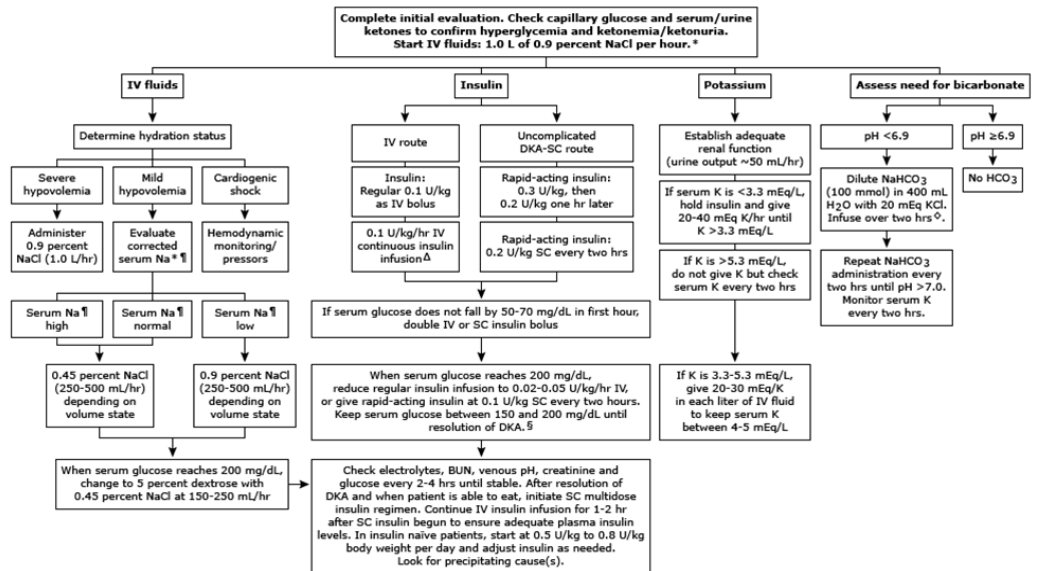 Complete initial evaluation. Check capillary glucose and serum/urine
ketones to confirm hyperglycemia and ketonemia/ketonuria.
Start IV fluids: 1.0 L of 0.9 percent NaCl per hour.*
IV fluids
Determine hydration status
Severe
hypovolemia
Mild
hypovolemia
Cardiogenic
shock
Administer
0.9 percent
NaCl (1.0 L/hr)
Evaluate
corrected
serum Na*¶
Hemodynamic
monitoring/
pressors
Serum Na¶
high
Serum Na¶
normal
Serum Na¶
low
0.45 percent NaCl
(250-500 mL/hr)
depending on
volume state
0.9 percent NaCl
(250-500 mL/hr)
depending on
volume state
When serum glucose reaches 200 mg/dL,
change to 5 percent dextrose with
0.45 percent NaCl at 150-250 mL/hr
Insulin
IV route
Uncomplicated
DKA-SC route
Insulin:
Regular 0.1 U/kg
as IV bolus
Rapid-acting insulin:
0.3 U/kg, then
0.2 U/kg one hr later
0.1 U/kg/hr IV
continuous insulin
infusionΔ
Rapid-acting insulin:
0.2 U/kg SC every two hrs
If serum glucose does not fall by 50-70 mg/dL in first hour,
double IV or SC insulin bolus
When serum glucose reaches 200 mg/dL,
reduce regular insulin infusion to 0.02-0.05 U/kg/hr IV,
or give rapid-acting insulin at 0.1 U/kg SC every two hours.
Keep serum glucose between 150 and 200 mg/dL until
resolution of DKA.§
Check electrolytes, BUN, venous pH, creatinine and
glucose every 2-4 hrs until stable. After resolution of
DKA and when patient is able to eat, initiate SC multidose
insulin regimen. Continue IV insulin infusion for 1-2 hr
after SC insulin begun to ensure adequate plasma insulin
levels. In insulin naïve patients, start at 0.5 U/kg to 0.8 U/kg
body weight per day and adjust insulin as needed.
Look for precipitating cause(s).
Potassium
Establish adequate
renal function
(urine output ~50 mL/hr)
If serum K is <3.3 mEq/L,
hold insulin and give
20-40 mEq K/hr until
K >3.3 mEq/L
If K is >5.3 mEq/L,
do not give K but check
serum K every two hrs
If K is 3.3-5.3 mEq/L,
give 20-30 mEq/K
in each liter of IV fluid
to keep serum K
between 4-5 mEq/L
Assess need for bicarbonate
pH <6.9
pH ≥6.9
Dilute NaHCO3
(100 mmol) in 400 mL
H2O with 20 mEq KCl.
Infuse over two hrs◇.
No HCO3
Repeat NaHCO3
administration every
two hrs until pH >7.0.
Monitor serum K
every two hrs.